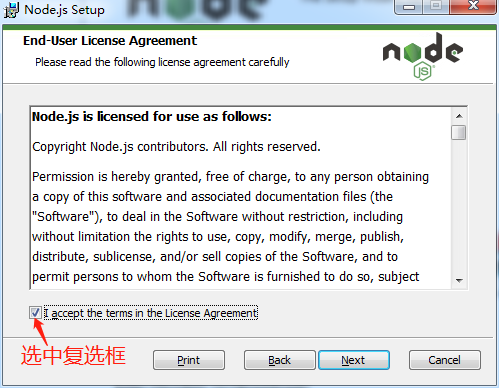 Node.js Setup
End-User License Agreement
Please read the following license agreement carefully
node
JS
Node.js is licensed for use as follows:
Copyright Node.js contributors. All rights reserved.
Permission is hereby granted, free of charge, to any person obtaining
a copy of this software and associated documentation files (the
"Software"), to deal in the Software without restriction, including
without limitation the rights to use, copy, modify, merge, publish,
distribute, sublicense, and/or sell copies of the Software, and to
permit persons to whom the Software is furnished to do so, subject
I accept the terms in the License Agreement
选中复选框
Print
Back
Next
Cancel